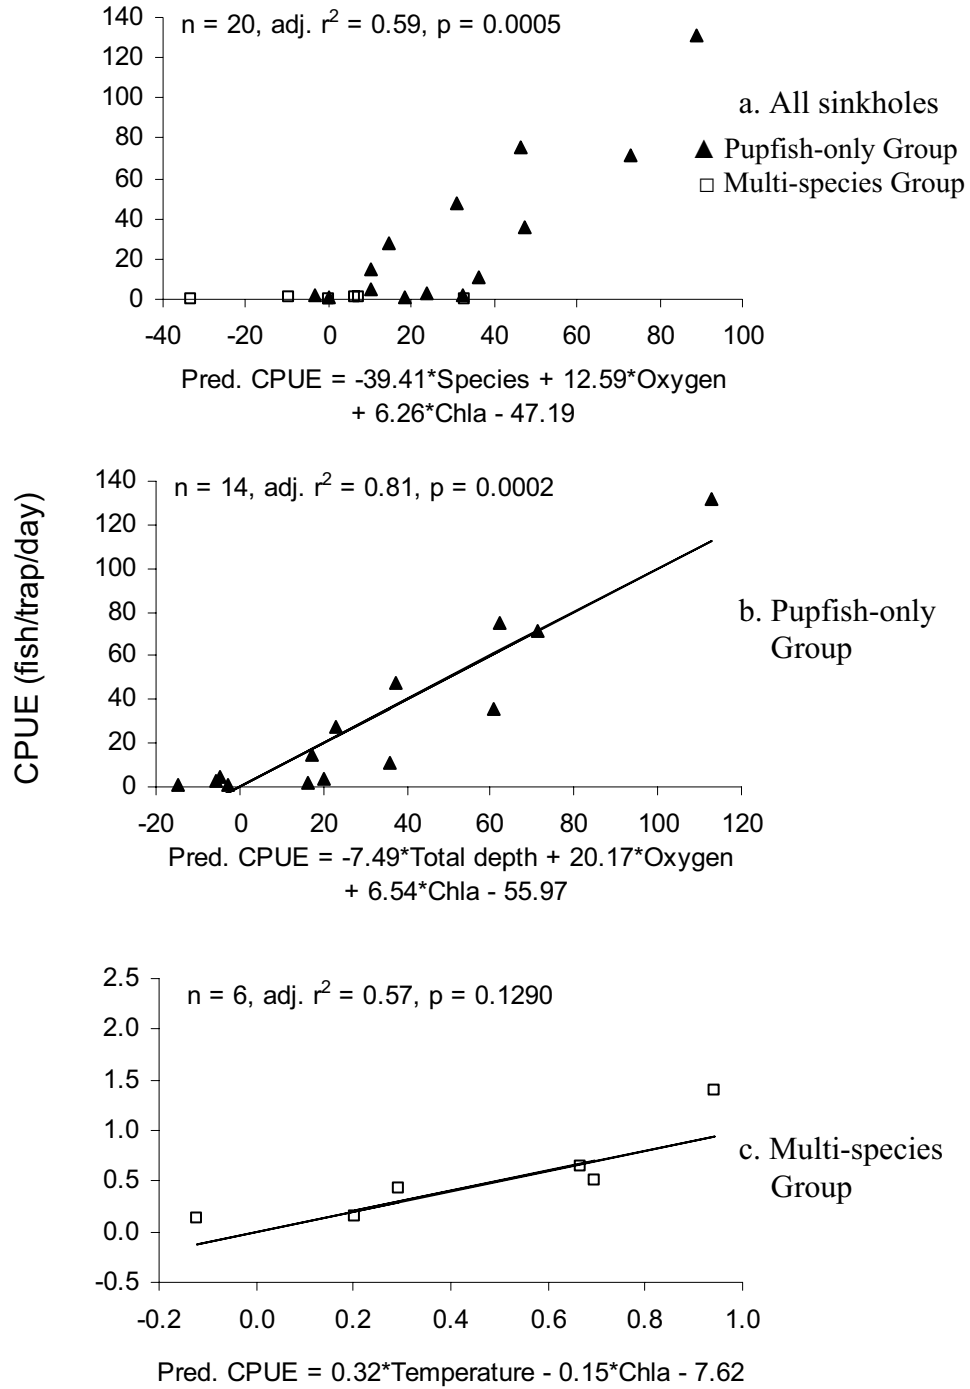 n = 20, adj. r² = 0.59, p = 0.0005
140
120
100
80
60
40
20
0
-40 -20 0 20 40 60 80 100
a. All sinkholes
▲ Pupfish-only Group
□ Multi-species Group
Pred. CPUE = -39.41*Species + 12.59*Oxygen
+ 6.26*Chla - 47.19
CPUE (fish/trap/day)
n = 14, adj. r² = 0.81, p = 0.0002
140
120
100
80
60
40
20
0
-20 0 20 40 60 80 100 120
b. Pupfish-only
Group
Pred. CPUE = -7.49*Total depth + 20.17*Oxygen
+ 6.54*Chla - 55.97
n = 6, adj. r² = 0.57, p = 0.1290
2.5
2.0
1.5
1.0
0.5
0.0
-0.5
-0.2 0.0 0.2 0.4 0.6 0.8 1.0
c. Multi-species
Group
Pred. CPUE = 0.32*Temperature - 0.15*Chla - 7.62